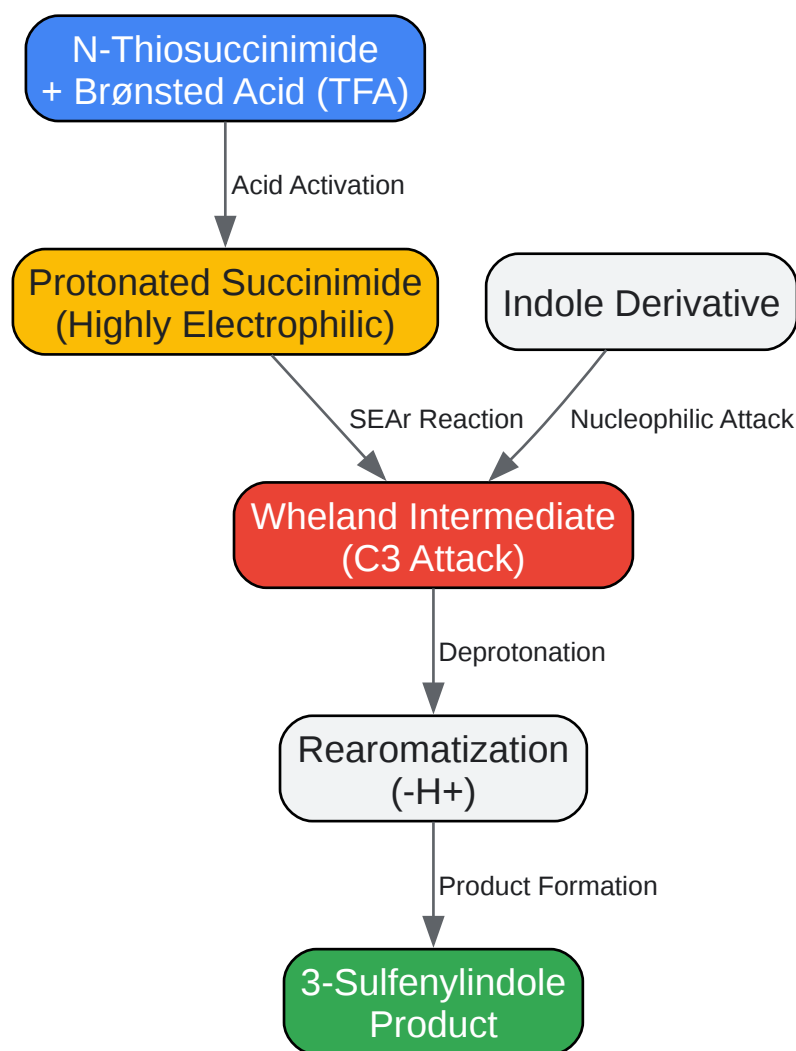 N-Thiosuccinimide
+ Brønsted Acid (TFA)
Acid Activation
Protonated Succinimide
(Highly Electrophilic)
Indole Derivative
SEAr Reaction
Nucleophilic Attack
Wheland Intermediate
(C3 Attack)
Deprotonation
Rearomatization
(-H+)
Product Formation
3-Sulfenylindole
Product